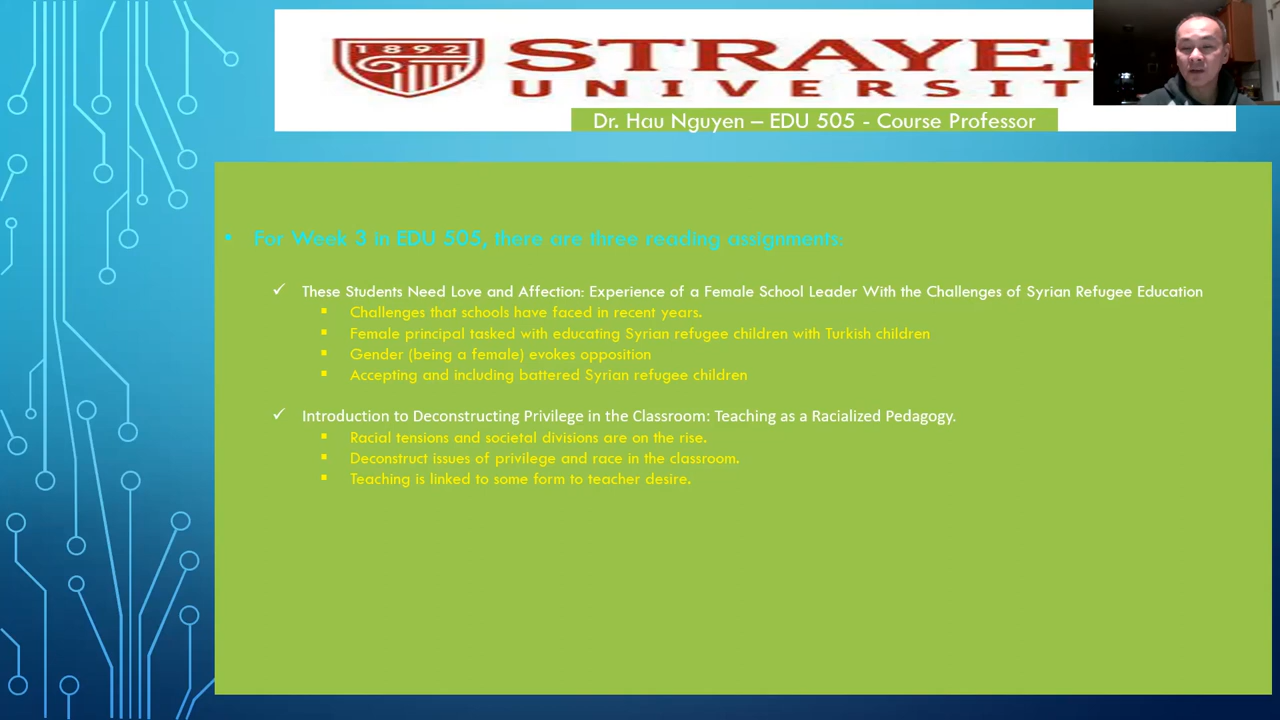 1892
STRAYER
UNIVERSIT
Dr. Hau Nguyen – EDU 505 - Course Professor
• For Week 3 in EDU 505, there are three reading assignments:
✓ These Students Need Love and Affection: Experience of a Female School Leader With the Challenges of Syrian Refugee Education
▪ Challenges that schools have faced in recent years.
▪ Female principal tasked with educating Syrian refugee children with Turkish children
▪ Gender (being a female) evokes opposition
▪ Accepting and including battered Syrian refugee children
✓ Introduction to Deconstructing Privilege in the Classroom: Teaching as a Racialized Pedagogy.
▪ Racial tensions and societal divisions are on the rise.
▪ Deconstruct issues of privilege and race in the classroom.
▪ Teaching is linked to some form to teacher desire.